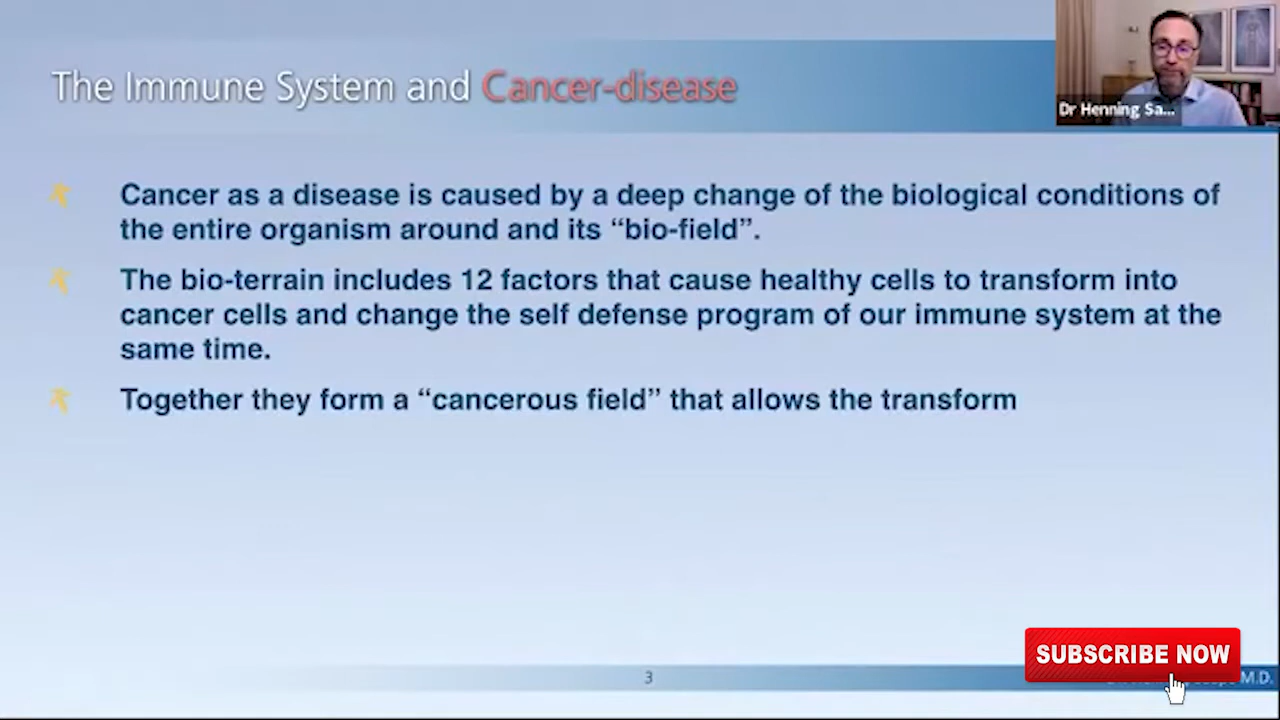 The Immune System and Cancer-disease
Dr Henning Sa...
Cancer as a disease is caused by a deep change of the biological conditions of
the entire organism around and its “bio-field”.
The bio-terrain includes 12 factors that cause healthy cells to transform into
cancer cells and change the self defense program of our immune system at the
same time.
Together they form a “cancerous field” that allows the transform
SUBSCRIBE NOW
3
M.D.